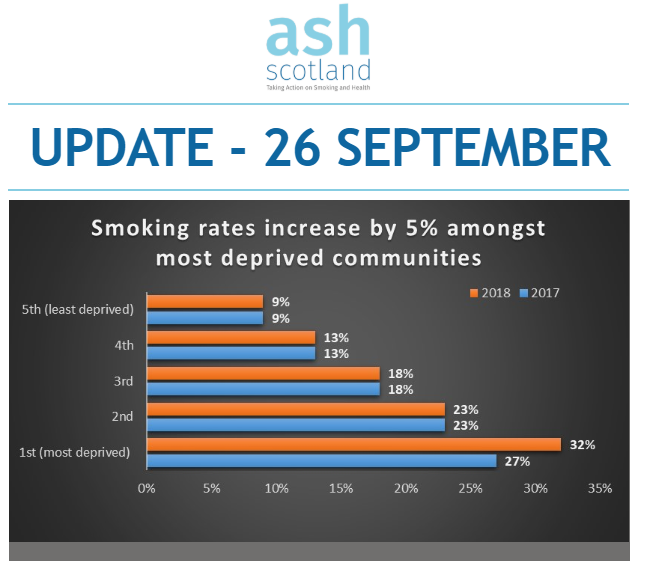 ash
scotland
Taking Action on Smoking and Health
UPDATE - 26 SEPTEMBER
Smoking rates increase by 5% amongst
most deprived communities
2018 2017
5th (least deprived)
9%
9%
4th
13%
13%
3rd
18%
18%
2nd
23%
23%
1st (most deprived)
32%
27%
0% 5% 10% 15% 20% 25% 30% 35%